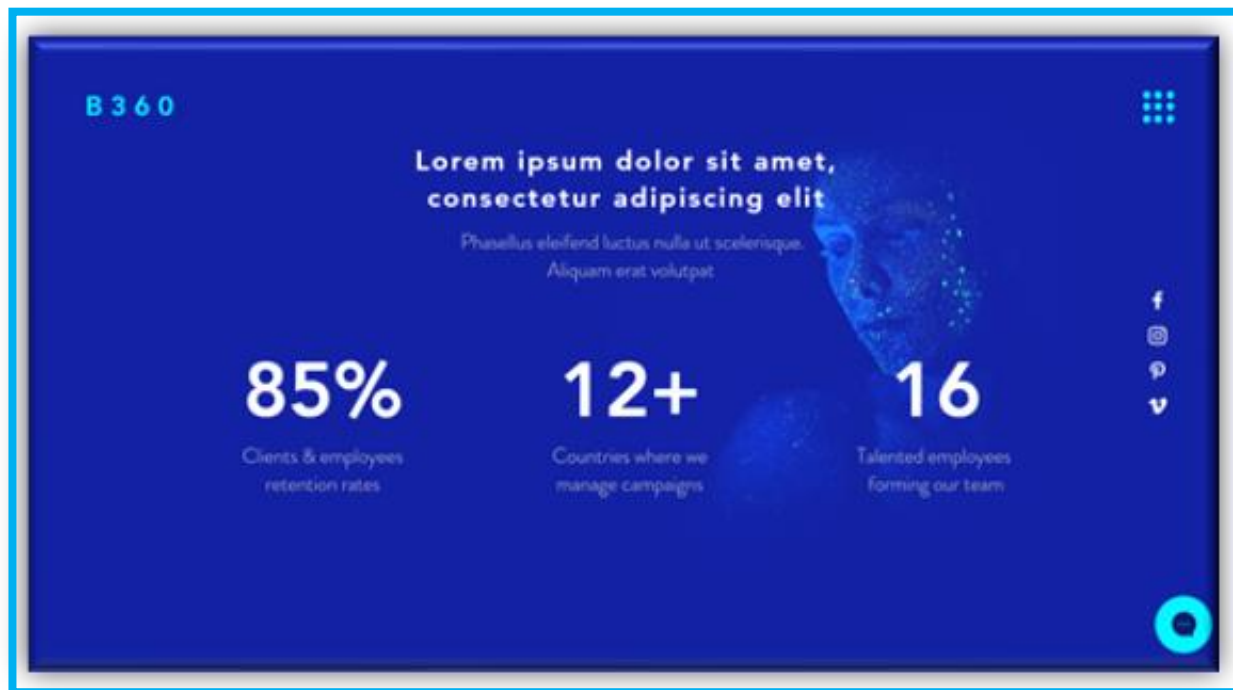 B360
Lorem ipsum dolor sit amet,
consectetur adipiscing elit
Phasellus eleifend luctus nulla ut scelerisque.
Aliquam erat volutpat
85%
12+
16
Clients & employees
retention rates
Countries where we
manage campaigns
Talented employees
forming our team